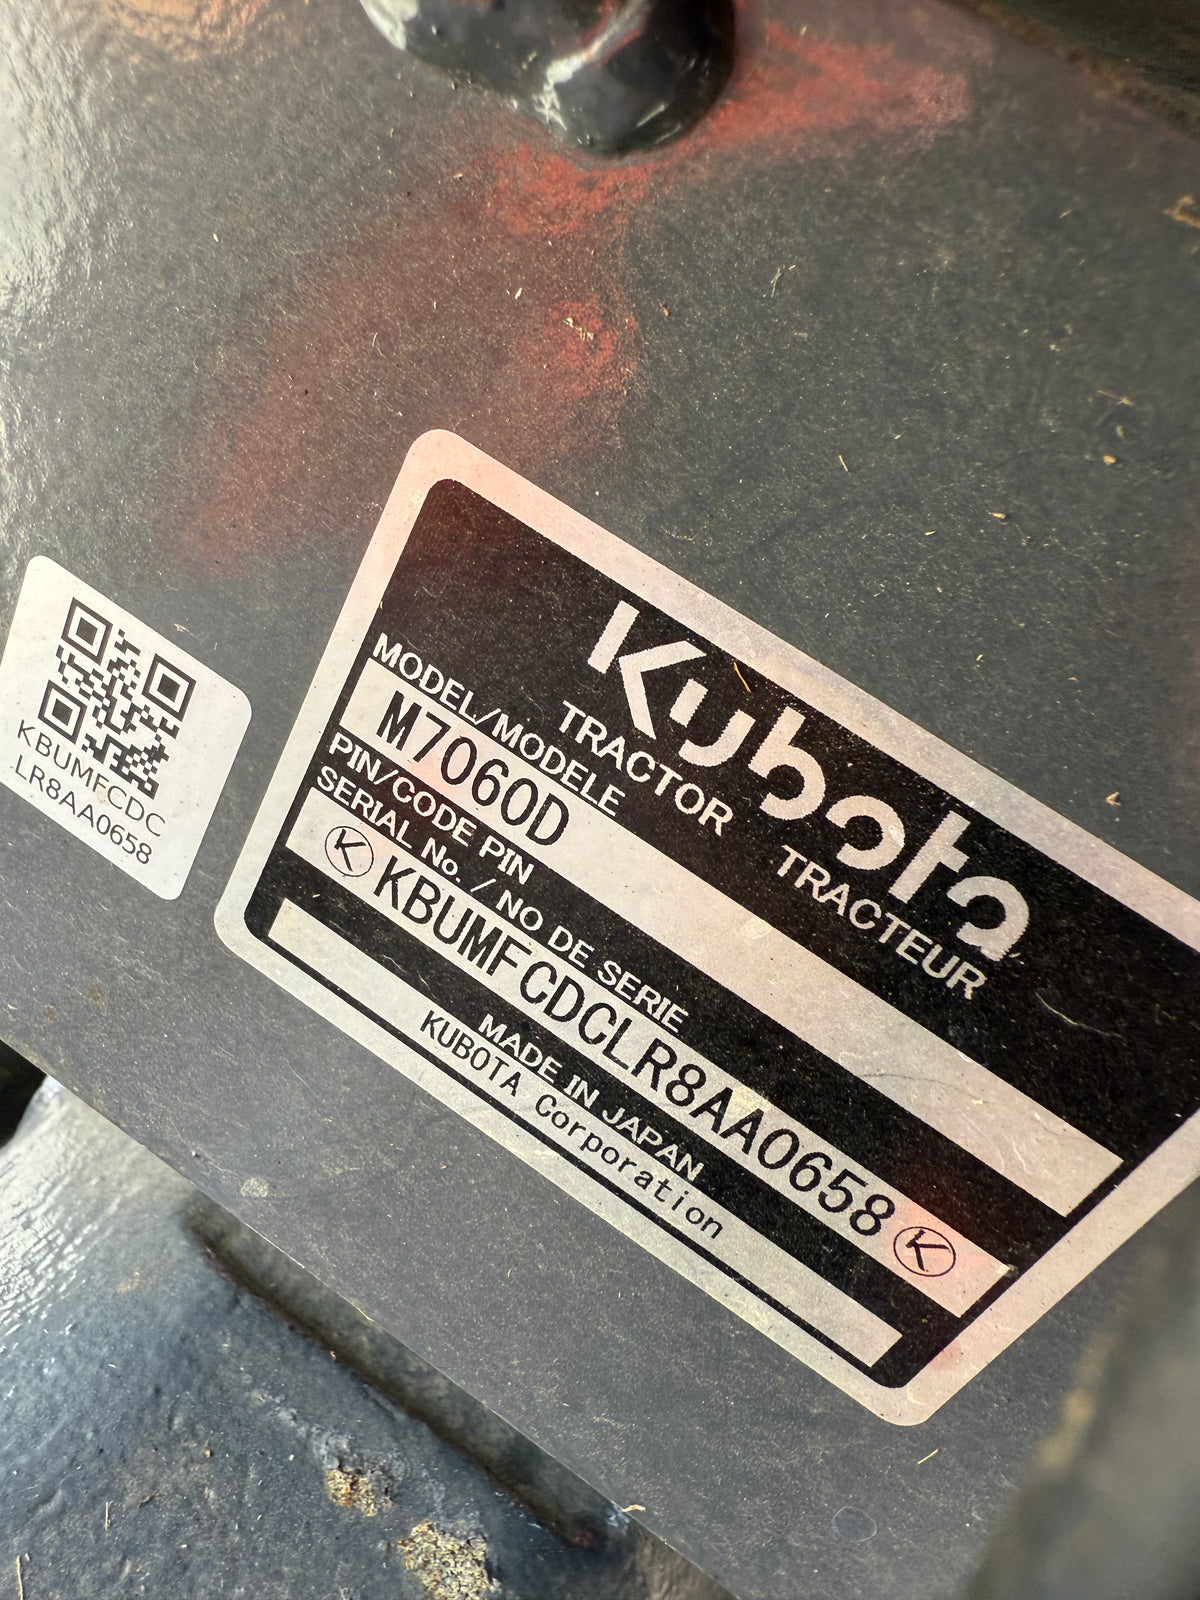 Kubota
TRACTOR TRACTEUR
MODEL/MODELE
M7060D
PIN/CODE PIN
SERIAL No. / NO DE SERIE
K KBUMFCDCLR8AA0658 K
MADE IN JAPAN
KUBOTA Corporation
KBUMFCDC
LR8AA0658